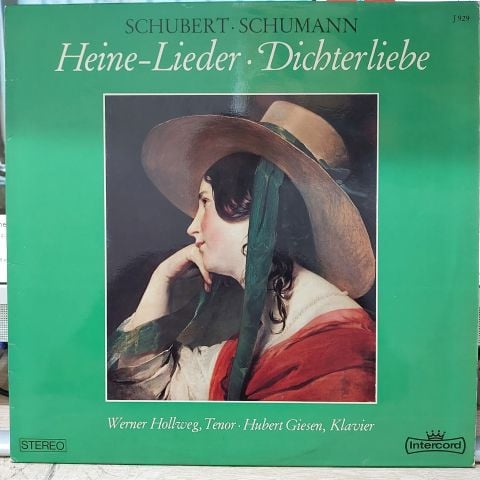 SCHUBERT · SCHUMANN
J 929
Heine-Lieder · Dichterliebe
Werner Hollweg, Tenor · Hubert Giesen, Klavier
STEREO
Intercord